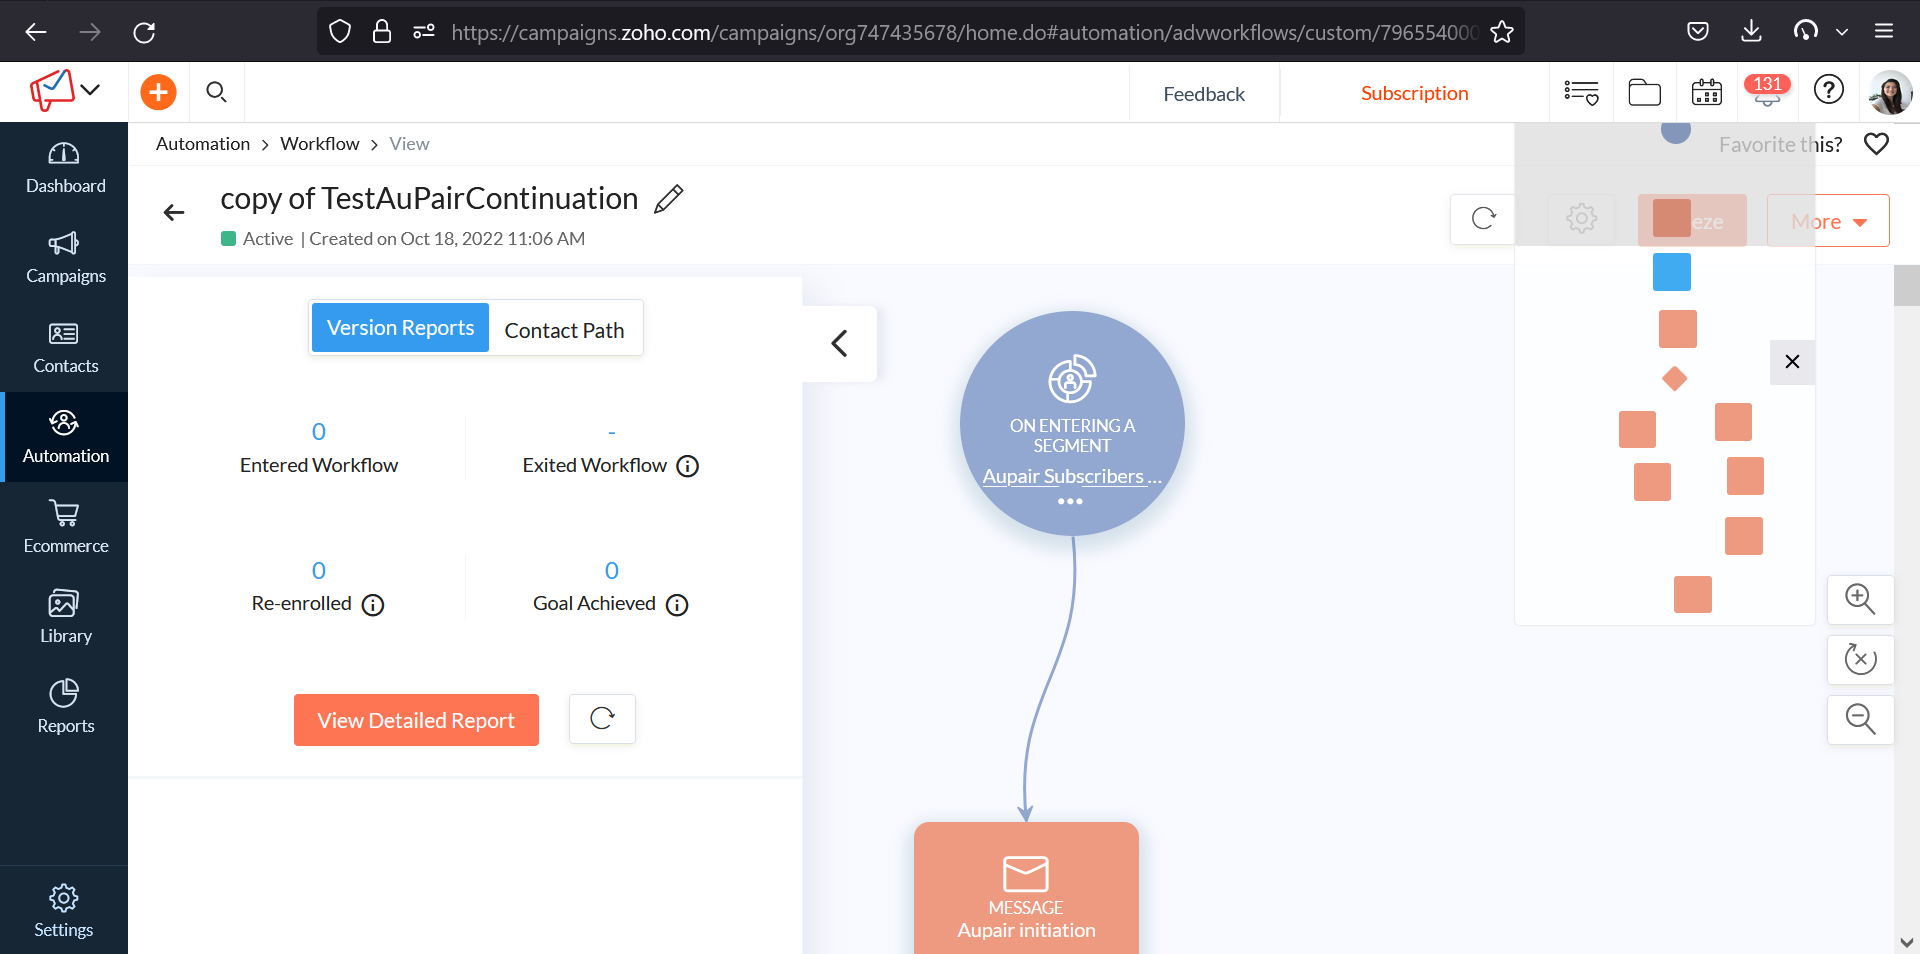 https://campaigns.zoho.com/campaigns/org747435678/home.do#automation/advworkflows/custom/796554000
Feedback
Subscription
131
Automation > Workflow > View
Favorite this?
copy of TestAuPairContinuation
Active | Created on Oct 18, 2022 11:06 AM
eze
More
Dashboard
Campaigns
Contacts
Automation
Ecommerce
Library
Reports
Settings
Version Reports
Contact Path
0
Entered Workflow
-
Exited Workflow
0
Re-enrolled
0
Goal Achieved
View Detailed Report
ON ENTERING A
SEGMENT
Aupair Subscribers ...
MESSAGE
Aupair initiation